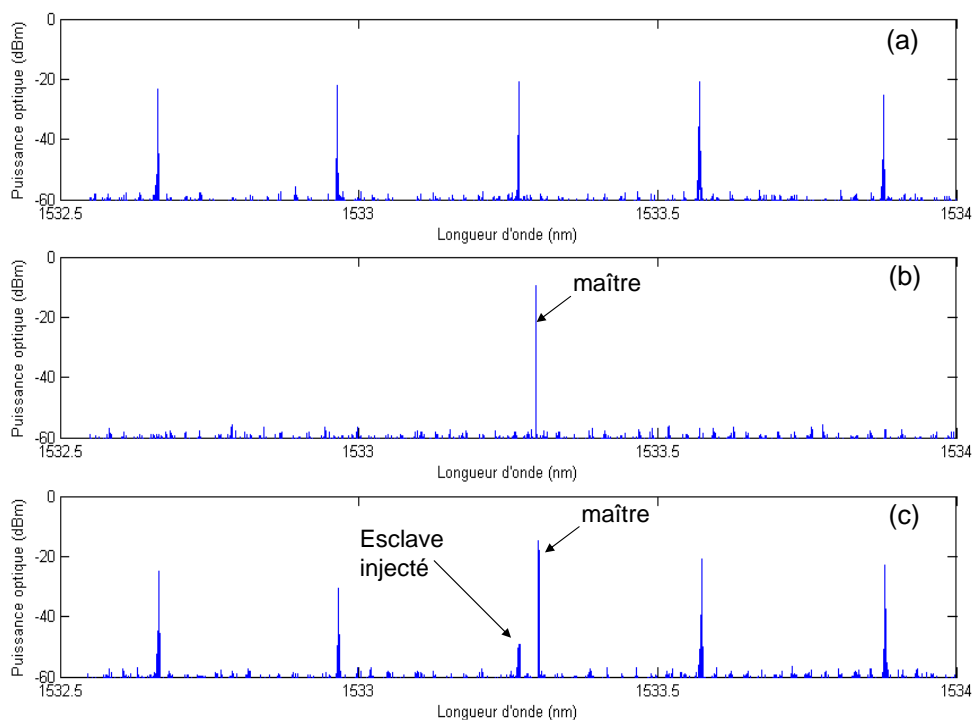 (a)
Puissance optique (dBm)
0
-20
-40
-60
1532.5
1533
1533.5
1534
Longueur d'onde (nm)
(b)
maître
Puissance optique (dBm)
0
-20
-40
-60
1532.5
1533
1533.5
1534
Longueur d'onde (nm)
(c)
maître
Esclave
injecté
Puissance optique (dBm)
0
-20
-40
-60
1532.5
1533
1533.5
1534
Longueur d'onde (nm)